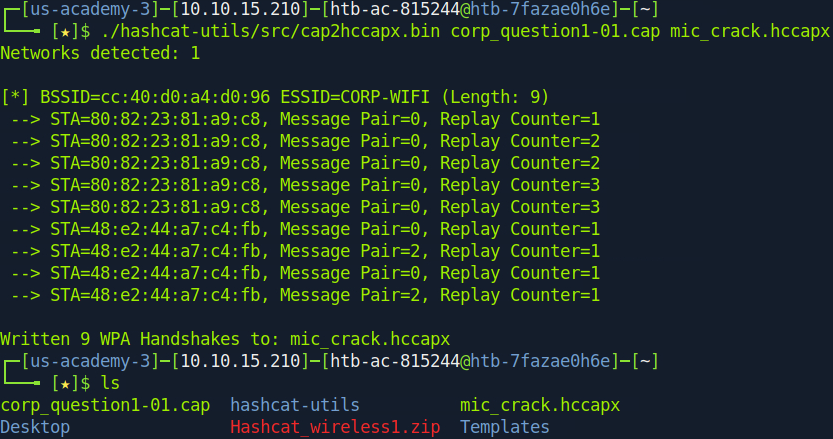 ┌─[us-academy-3]─[10.10.15.210]─[htb-ac-815244@htb-7fazae0h6e]─[~]
└──╼ [★]$ ./hashcat-utils/src/cap2hccapx.bin corp_question1-01.cap mic_crack.hccapx
Networks detected: 1

[*] BSSID=cc:40:d0:a4:d0:96 ESSID=CORP-WIFI (Length: 9)
 --> STA=80:82:23:81:a9:c8, Message Pair=0, Replay Counter=1
 --> STA=80:82:23:81:a9:c8, Message Pair=0, Replay Counter=2
 --> STA=80:82:23:81:a9:c8, Message Pair=0, Replay Counter=2
 --> STA=80:82:23:81:a9:c8, Message Pair=0, Replay Counter=3
 --> STA=80:82:23:81:a9:c8, Message Pair=0, Replay Counter=3
 --> STA=48:e2:44:a7:c4:fb, Message Pair=0, Replay Counter=1
 --> STA=48:e2:44:a7:c4:fb, Message Pair=2, Replay Counter=1
 --> STA=48:e2:44:a7:c4:fb, Message Pair=0, Replay Counter=1
 --> STA=48:e2:44:a7:c4:fb, Message Pair=2, Replay Counter=1

Written 9 WPA Handshakes to: mic_crack.hccapx
┌─[us-academy-3]─[10.10.15.210]─[htb-ac-815244@htb-7fazae0h6e]─[~]
└──╼ [★]$ ls
corp_question1-01.cap  hashcat-utils          mic_crack.hccapx
Desktop                Hashcat_wireless1.zip  Templates